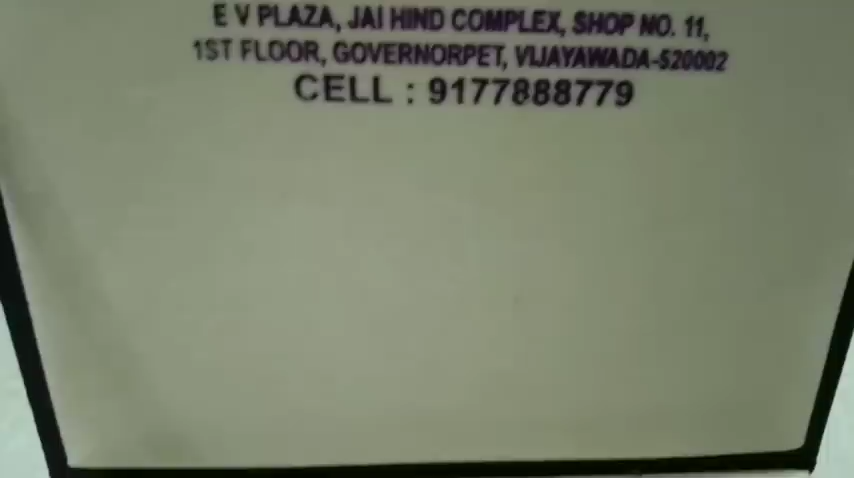 E V PLAZA, JAI HIND COMPLEX, SHOP NO. 11,
1ST FLOOR, GOVERNORPET, VIJAYAWADA-520002
CELL : 9177888779